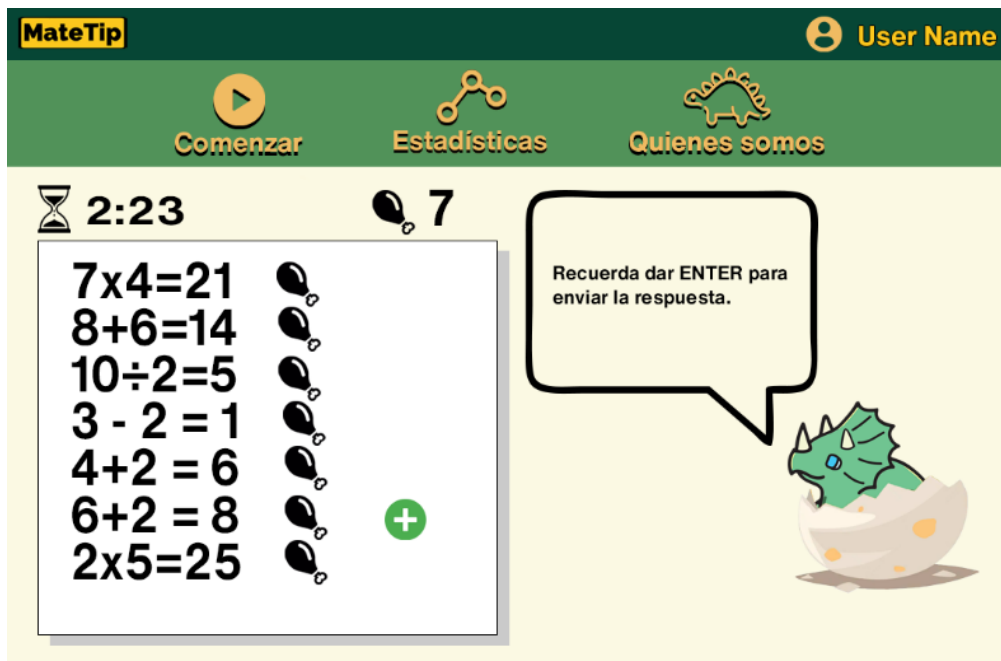 MateTip
User Name
Comenzar
Estadísticas
Quienes somos
2:23
7
7x4=21
8+6=14
10÷2=5
3 - 2 = 1
4+2 = 6
6+2 = 8
2x5=25
Recuerda dar ENTER para
enviar la respuesta.